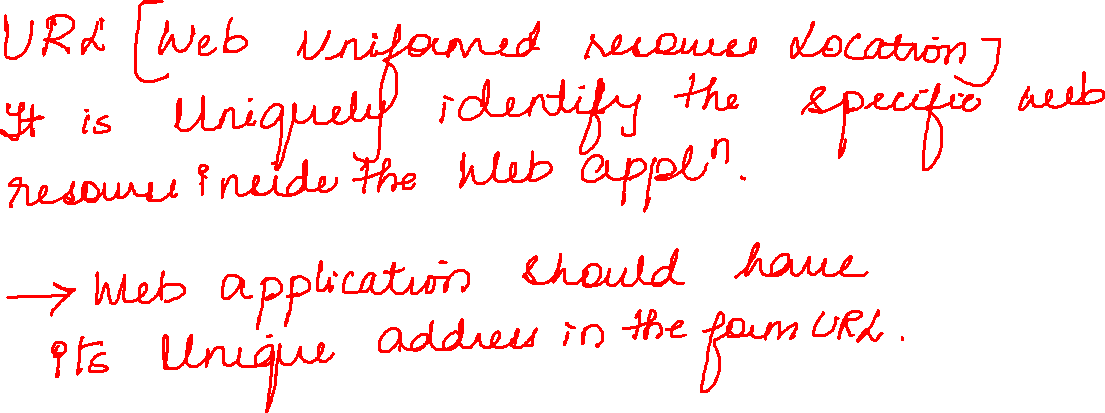 URL [Web Uniformed resource Location]
It is Uniquely identify the specific web
resource inside the Web appln.
→ Web application should have
its Unique address in the form URL.